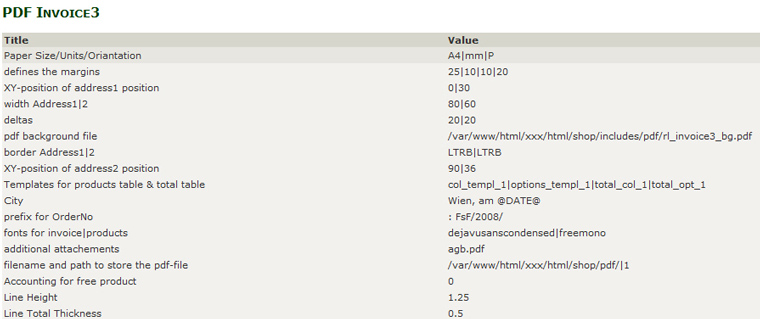 PDF INVOICE3
Title Value
Paper Size/Units/Oriantation A4|mm|P
defines the margins 25|10|10|20
XY-position of address1 position 0|30
width Address1|2 80|60
deltas 20|20
pdf background file /var/www/html/xxx/html/shop/includes/pdf/rl_invoice3_bg.pdf
border Address1|2 LTRB|LTRB
XY-position of address2 position 90|36
Templates for products table & total table col_templ_1|options_templ_1|total_col_1|total_opt_1
City Wien, am @DATE@
prefix for OrderNo : FsF/2008/
fonts for invoice|products dejavusanscondensed|freemono
additional attachements agb.pdf
filename and path to store the pdf-file /var/www/html/xxx/html/shop/pdf/|1
Accounting for free product 0
Line Height 1.25
Line Total Thickness 0.5